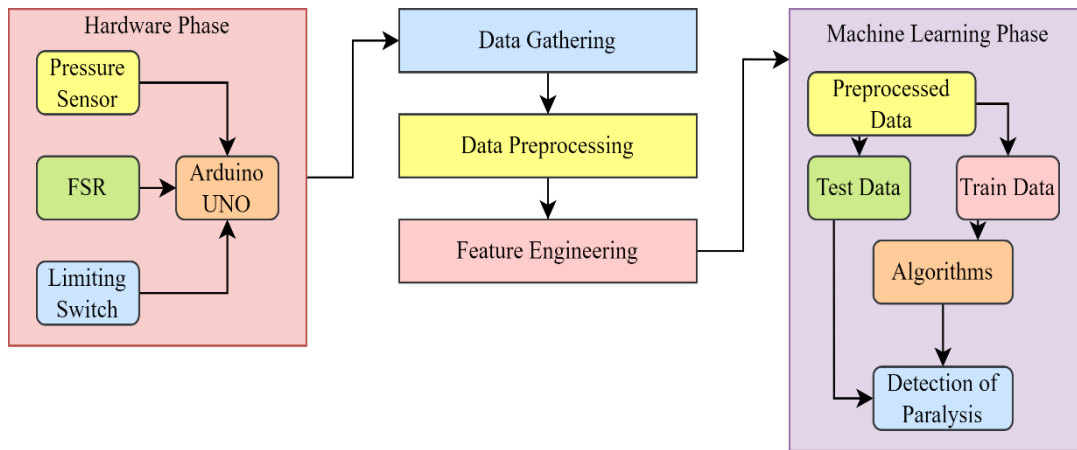 Hardware Phase
Pressure
Sensor
FSR
Arduino
UNO
Limiting
Switch
Data Gathering
Data Preprocessing
Feature Engineering
Machine Learning Phase
Preprocessed
Data
Test Data
Train Data
Algorithms
Detection of
Paralysis